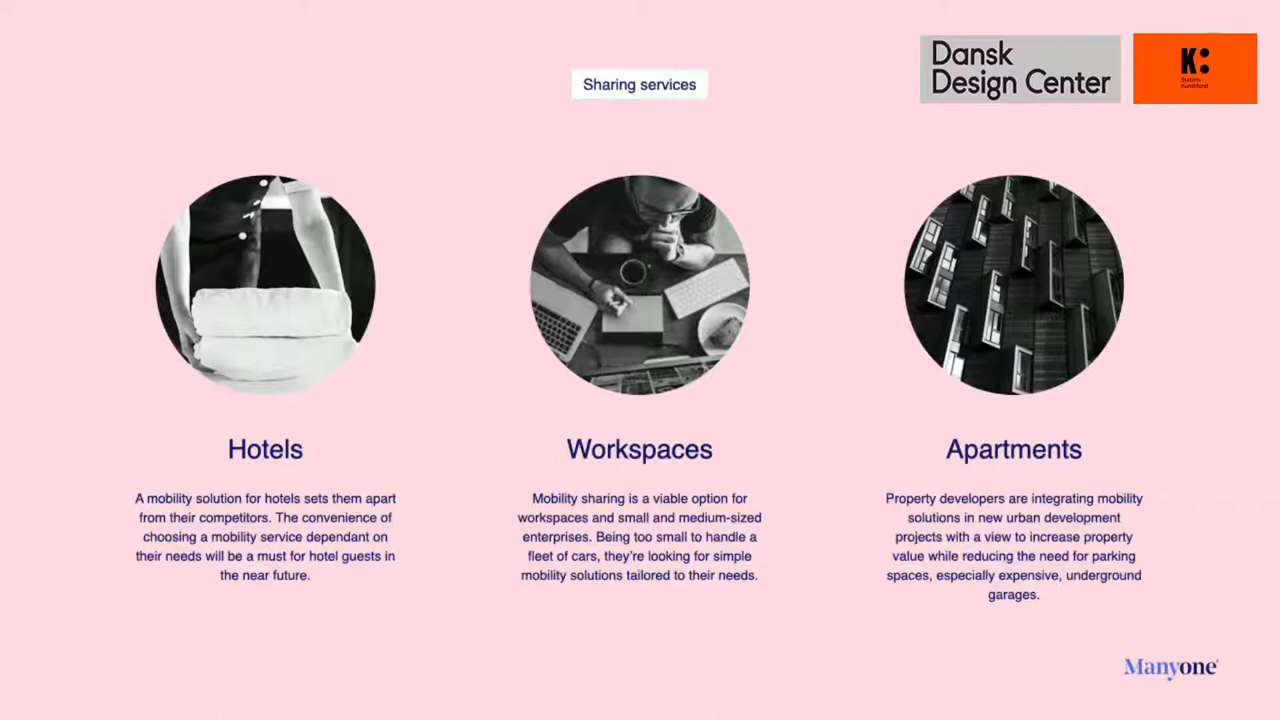 Dansk
Design Center
K:
Statens
Kunstfond
Sharing services
Hotels
A mobility solution for hotels sets them apart
from their competitors. The convenience of
choosing a mobility service dependant on
their needs will be a must for hotel guests in
the near future.
Workspaces
Mobility sharing is a viable option for
workspaces and small and medium-sized
enterprises. Being too small to handle a
fleet of cars, they're looking for simple
mobility solutions tailored to their needs.
Apartments
Property developers are integrating mobility
solutions in new urban development
projects with a view to increase property
value while reducing the need for parking
spaces, especially expensive, underground
garages.
Manyone